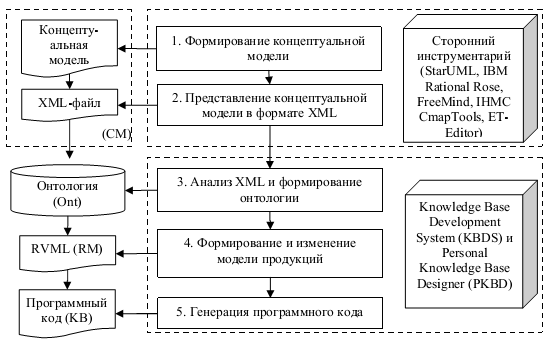 Концепту-
альная
модель
XML-файл
(CM)
Онтология
(Ont)
RVML (RM)
Программный
код (KB)
1. Формирование концептуальной
модели
2. Представление концептуальной
модели в формате XML
3. Анализ XML и формирование
онтологии
4. Формирование и изменение
модели продукций
5. Генерация программного кода
Сторонний
инструментарий
(StarUML, IBM
Rational Rose,
FreeMind, IHMC
CmapTools, ET-
Editor)
Knowledge Base
Development
System (KBDS) и
Personal
Knowledge Base
Designer (PKBD)